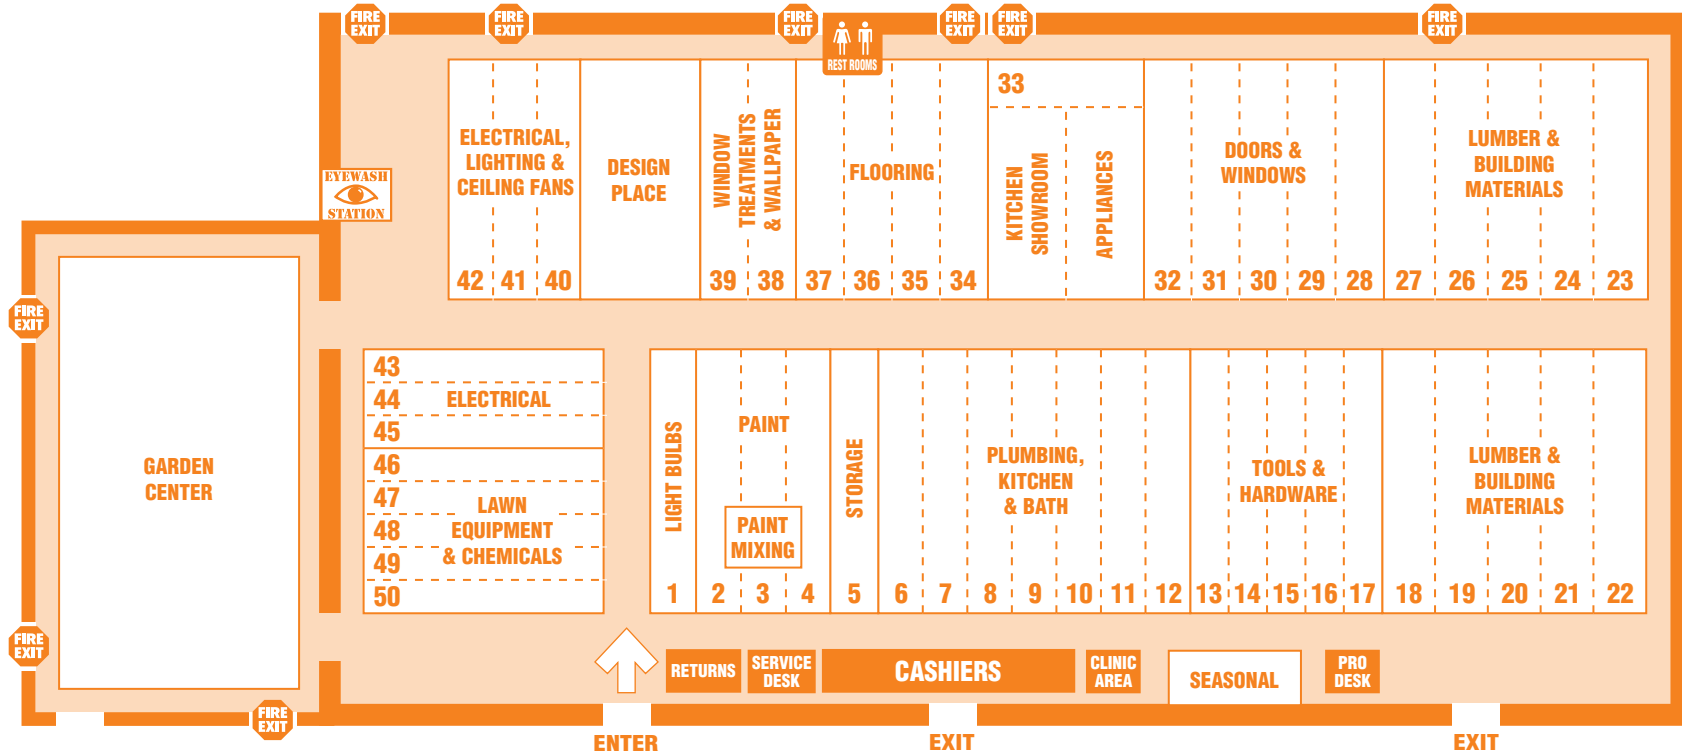 FIRE
EXIT
FIRE
EXIT
FIRE
EXIT
FIRE
EXIT
FIRE
EXIT
FIRE
EXIT
REST ROOMS
ELECTRICAL,
LIGHTING &
CEILING FANS
42 41 40
DESIGN
PLACE
WINDOW
TREATMENTS
& WALLPAPER
39 38
FLOORING
37 36 35 34
33
KITCHEN
SHOWROOM
APPLIANCES
DOORS &
WINDOWS
32 31 30 29 28
LUMBER &
BUILDING
MATERIALS
27 26 25 24 23
EYEWASH
STATION
FIRE
EXIT
FIRE
EXIT
FIRE
EXIT
GARDEN
CENTER
43
44 ELECTRICAL
45
46
47
48
49
50
LAWN
EQUIPMENT
& CHEMICALS
LIGHT BULBS
1
PAINT
PAINT
MIXING
2 3 4
STORAGE
5
PLUMBING,
KITCHEN
& BATH
6 7 8 9 10 11 12
TOOLS &
HARDWARE
13 14 15 16 17
LUMBER &
BUILDING
MATERIALS
18 19 20 21 22
RETURNS
SERVICE
DESK
CASHIERS
CLINIC
AREA
SEASONAL
PRO
DESK
ENTER
EXIT
EXIT